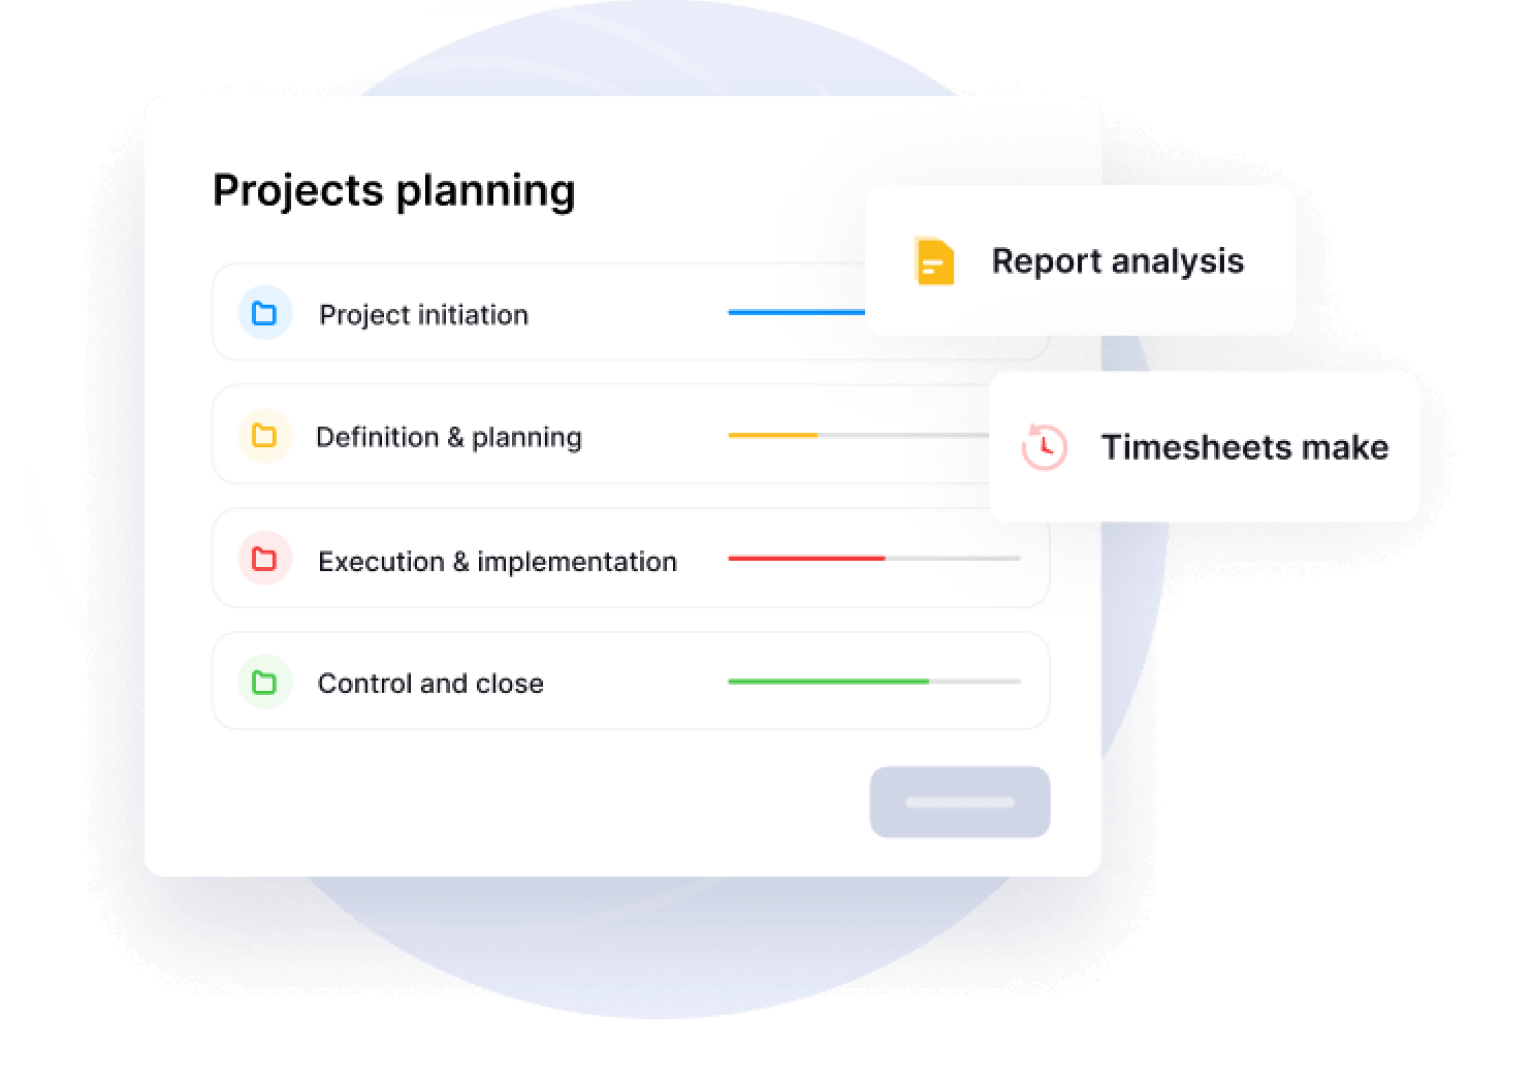 Projects planning
Report analysis
Project initiation
Timesheets make
Definition & planning
Execution & implementation
Control and close